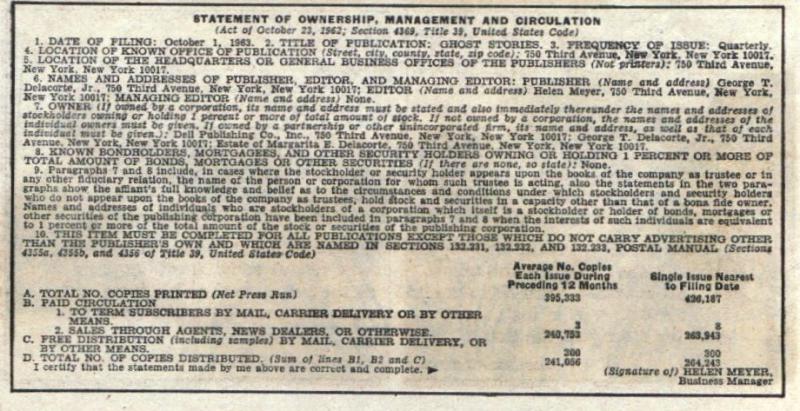 STATEMENT OF OWNERSHIP, MANAGEMENT AND CIRCULATION
(Act of October 23, 1962; Section 4369, Title 39, United States Code)
1. DATE OF FILING: October 1, 1963. 2. TITLE OF PUBLICATION: GHOST STORIES. 3. FREQUENCY OF ISSUE: Quarterly.
4. LOCATION OF KNOWN OFFICE OF PUBLICATION (Street, city, county, state, zip code): 750 Third Avenue, New York, New York 10017.
5. LOCATION OF THE HEADQUARTERS OR GENERAL BUSINESS OFFICES OF THE PUBLISHERS (Not printers): 750 Third Avenue,
New York, New York 10017.
6. NAMES AND ADDRESSES OF PUBLISHER, EDITOR, AND MANAGING EDITOR: PUBLISHER (Name and address) George T.
Delacorte, Jr., 750 Third Avenue, New York, New York 10017; EDITOR (Name and address) Helen Meyer, 750 Third Avenue, New York,
New York 10017; MANAGING EDITOR (Name and address) None.
7. OWNER (If owned by a corporation, its name and address must be stated and also immediately thereunder the names and addresses of
stockholders owning or holding 1 percent or more of total amount of stock. If not owned by a corporation, the names and addresses of the
individual owners must be given. If owned by a partnership or other unincorporated firm, its name and address, as well as that of each
individual must be given.): Dell Publishing Co., Inc., 750 Third Avenue, New York, New York 10017; George T. Delacorte, Jr., 750 Third
Avenue, New York, New York 10017; Estate of Margarita E. Delacorte, 750 Third Avenue, New York, New York 10017.
8. KNOWN BONDHOLDERS, MORTGAGEES, AND OTHER SECURITY HOLDERS OWNING OR HOLDING 1 PERCENT OR MORE OF
TOTAL AMOUNT OF BONDS, MORTGAGES OR OTHER SECURITIES (If there are none, so state): None.
9. Paragraphs 7 and 8 include, in cases where the stockholder or security holder appears upon the books of the company as trustee or in
any other fiduciary relation, the name of the person or corporation for whom such trustee is acting, also the statements in the two para-
graphs show the affiant's full knowledge and belief as to the circumstances and conditions under which stockholders and security holders
who do not appear upon the books of the company as trustees, hold stock and securities in a capacity other than that of a bona fide owner.
Names and addresses of individuals who are stockholders of a corporation which itself is a stockholder or holder of bonds, mortgages or
other securities of the publishing corporation have been included in paragraphs 7 and 8 when the interests of such individuals are equivalent
to 1 percent or more of the total amount of the stock or securities of the publishing corporation.
10. THIS ITEM MUST BE COMPLETED FOR ALL PUBLICATIONS EXCEPT THOSE WHICH DO NOT CARRY ADVERTISING OTHER
THAN THE PUBLISHER'S OWN AND WHICH ARE NAMED IN SECTIONS 132.231, 132.232, AND 132.233, POSTAL MANUAL (Sections
4355a, 4355b, and 4356 of Title 39, United States Code)
Average No. Copies
Each Issue During
Preceding 12 Months
Single Issue Nearest
to Filing Date
A. TOTAL NO. COPIES PRINTED (Net Press Run) 395,333 426,187
B. PAID CIRCULATION
1. TO TERM SUBSCRIBERS BY MAIL, CARRIER DELIVERY OR BY OTHER
MEANS. 3 8
2. SALES THROUGH AGENTS, NEWS DEALERS, OR OTHERWISE. 240,753 263,943
C. FREE DISTRIBUTION (including samples) BY MAIL, CARRIER DELIVERY, OR
BY OTHER MEANS. 300 300
D. TOTAL NO. OF COPIES DISTRIBUTED. (Sum of lines B1, B2 and C) 241,056 264,243
I certify that the statements made by me above are correct and complete. ► (Signature of) HELEN MEYER,
Business Manager